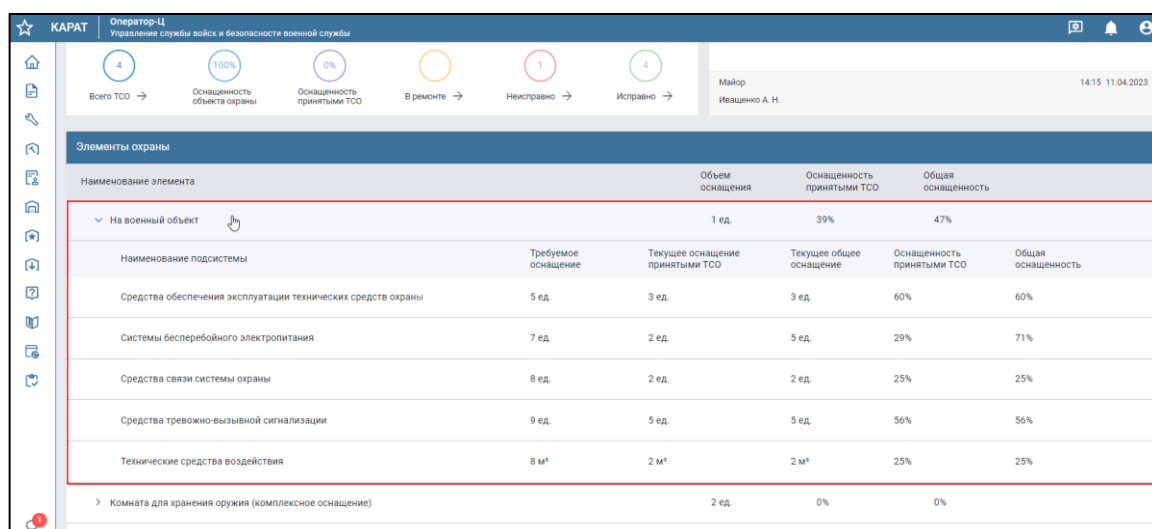 КАРАТ
Оператор-Ц
Управление службы войск и безопасности военной службы
4
100%
0%
-
1
4
Всего ТСО →
Оснащенность
объекта охраны
Оснащенность
принятыми ТСО
В ремонте →
Неисправно →
Исправно →
Майор
14:15 11.04.2023
Иващенко А. Н.
Элементы охраны
Наименование элемента
Объем
оснащения
Оснащенность
принятыми ТСО
Общая
оснащенность
На военный объект 1 ед. 39% 47%
Наименование подсистемы
Требуемое
оснащение
Текущее оснащение
принятыми ТСО
Текущее общее
оснащение
Оснащенность
принятыми ТСО
Общая
оснащенность
Средства обеспечения эксплуатации технических средств охраны 5 ед. 3 ед. 3 ед. 60% 60%
Системы бесперебойного электропитания 7 ед. 2 ед. 5 ед. 29% 71%
Средства связи системы охраны 8 ед. 2 ед. 2 ед. 25% 25%
Средства тревожно-вызывной сигнализации 9 ед. 5 ед. 5 ед. 56% 56%
Технические средства воздействия 8 м² 2 м² 2 м² 25% 25%
Комната для хранения оружия (комплексное оснащение) 2 ед. 0% 0%
1